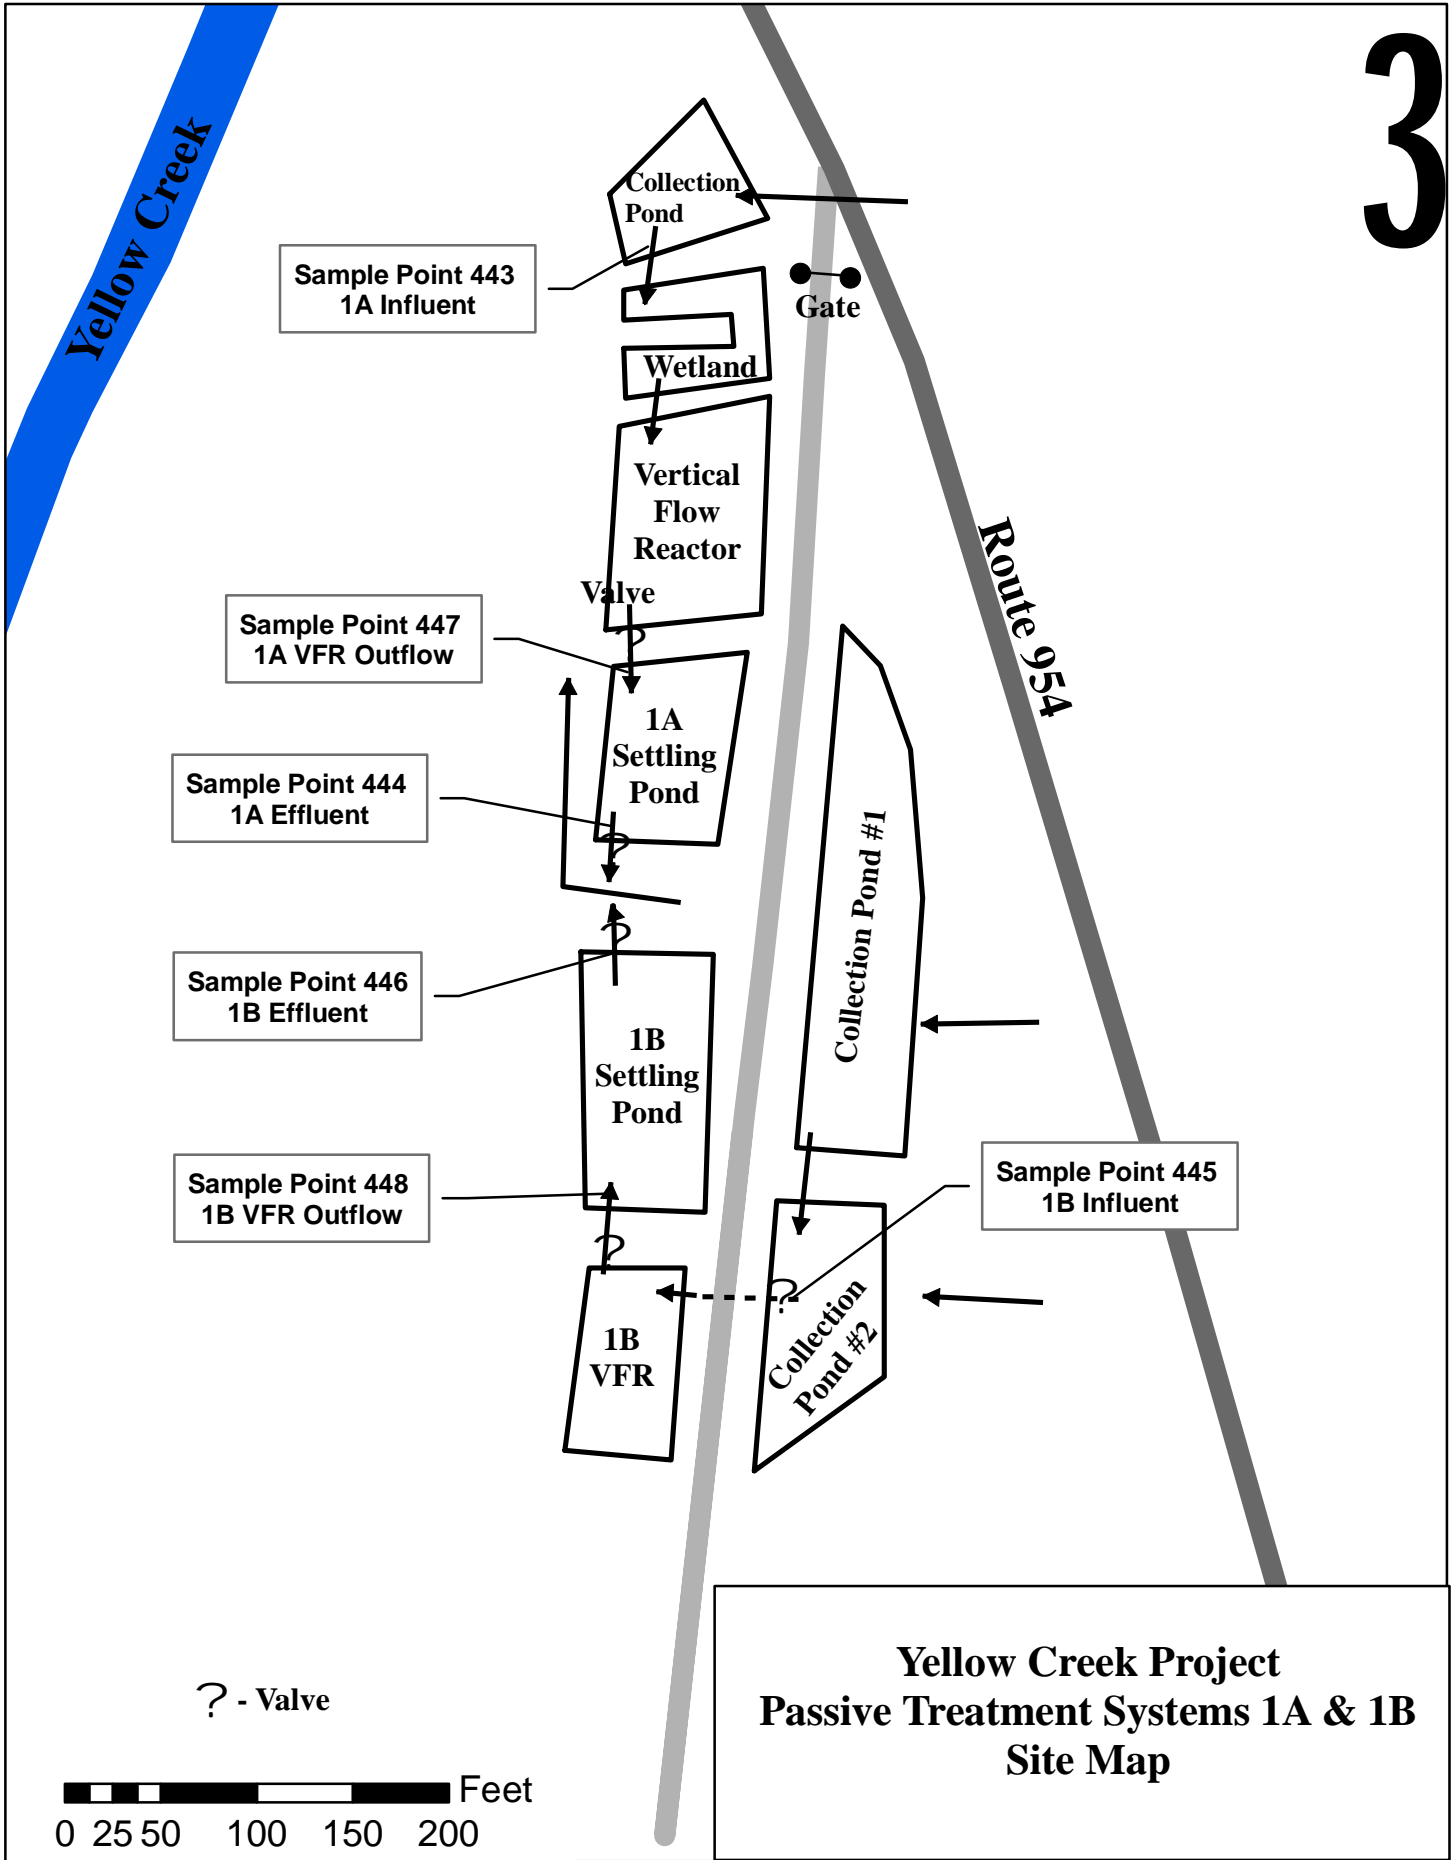 3
Yellow Creek
Collection
Pond
Sample Point 443
1A Influent
Gate
Wetland
Vertical
Flow
Reactor
Valve
?
Route 954
Sample Point 447
1A VFR Outflow
1A
Settling
Pond
Sample Point 444
1A Effluent
?
Collection Pond #1
?
Sample Point 446
1B Effluent
1B
Settling
Pond
Sample Point 448
1B VFR Outflow
Sample Point 445
1B Influent
?
?
Collection
Pond #2
1B
VFR
? - Valve
Feet
0 25 50 100 150 200
Yellow Creek Project
Passive Treatment Systems 1A & 1B
Site Map